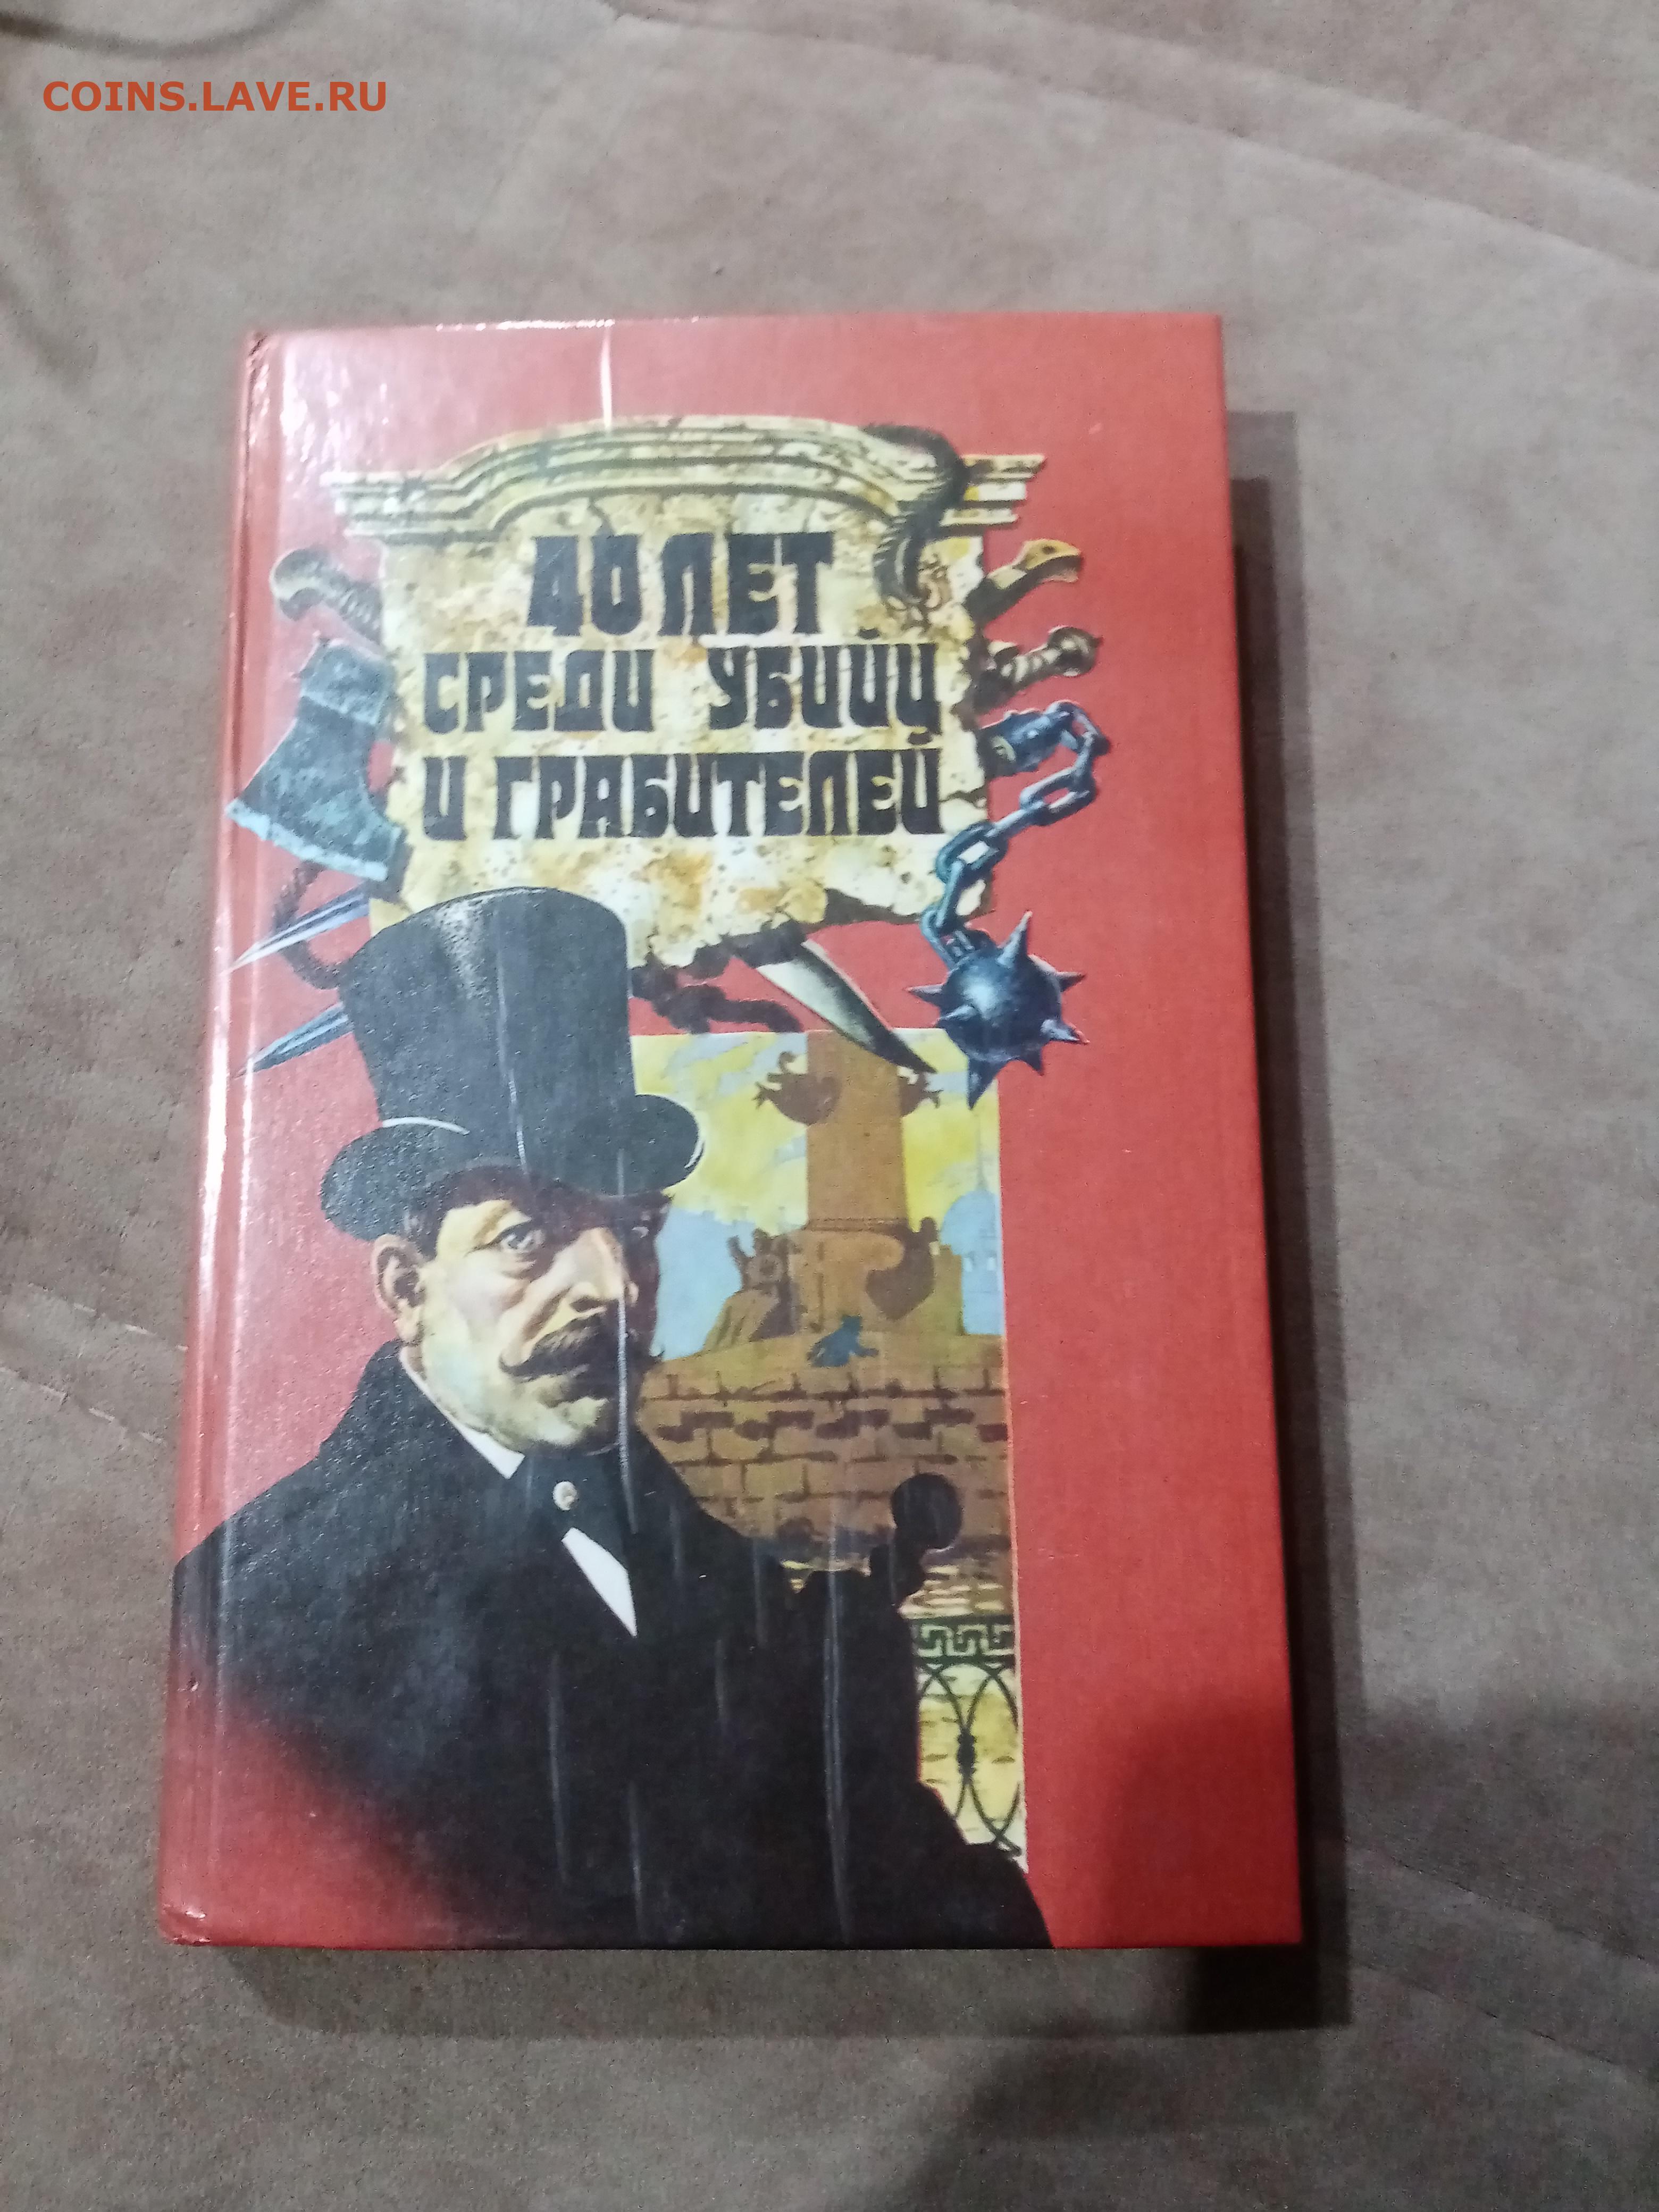 COINS.LAVE.RU
40 ЛЕТ
СРЕДИ УБИЙЦ
И ГРАБИТЕЛЕЙ